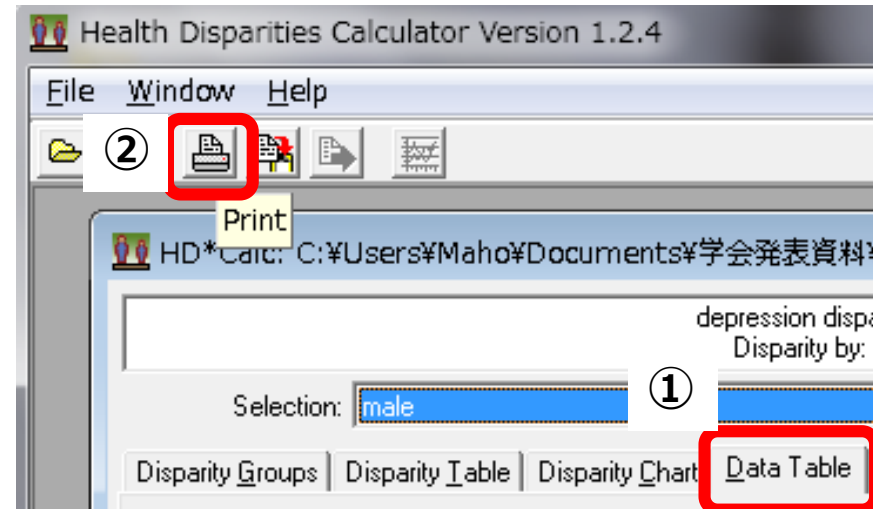 Health Disparities Calculator Version 1.2.4
File Window Help
②
Print
HD*Calc: C:¥Users¥Maho¥Documents¥学会発表資料¥
depression
Disparity by:
①
Selection: male
Disparity Groups Disparity Table Disparity Chart Data Table